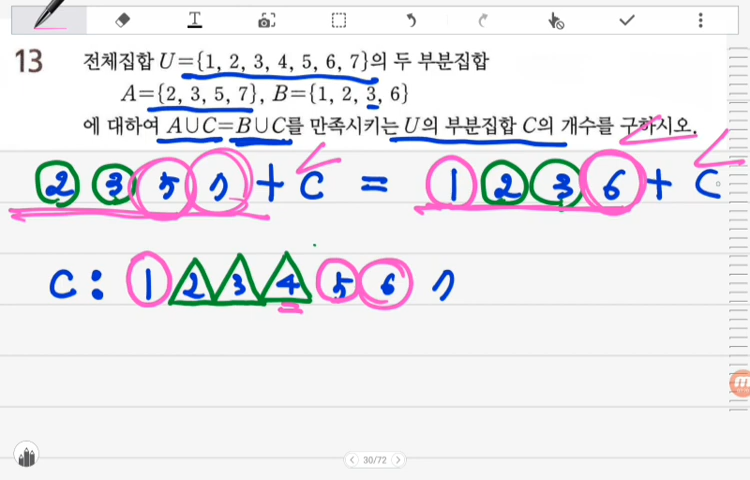 13 전체집합 U={1, 2, 3, 4, 5, 6, 7}의 두 부분집합
A={2, 3, 5, 7}, B={1, 2, 3, 6}
에 대하여 A∪C=B∪C를 만족시키는 U의 부분집합 C의 개수를 구하시오.
2 3 5 7 + C = 1 2 3 6 + C
C : 1 2 3 4 5 6 7
30/72